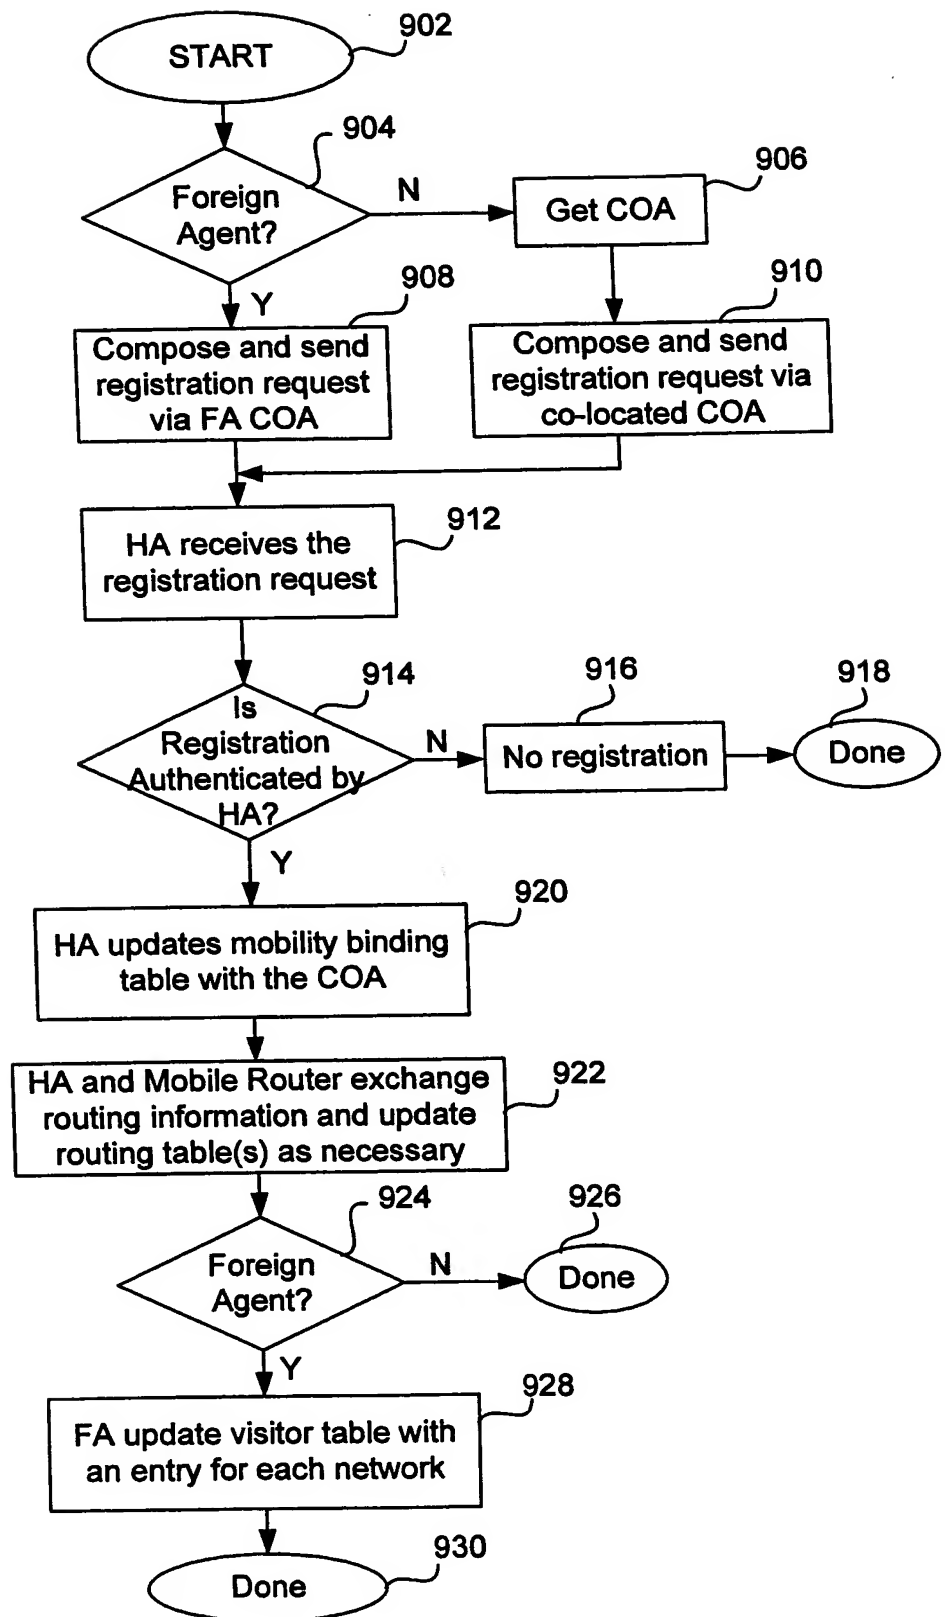 902
START
904
Foreign
Agent?
N
906
Get COA
Y
908
Compose and send
registration request
via FA COA
910
Compose and send
registration request via
co-located COA
912
HA receives the
registration request
914
Is
Registration
Authenticated by
HA?
N
916
No registration
918
Done
Y
920
HA updates mobility binding
table with the COA
922
HA and Mobile Router exchange
routing information and update
routing table(s) as necessary
924
Foreign
Agent?
N
926
Done
Y
928
FA update visitor table with
an entry for each network
930
Done